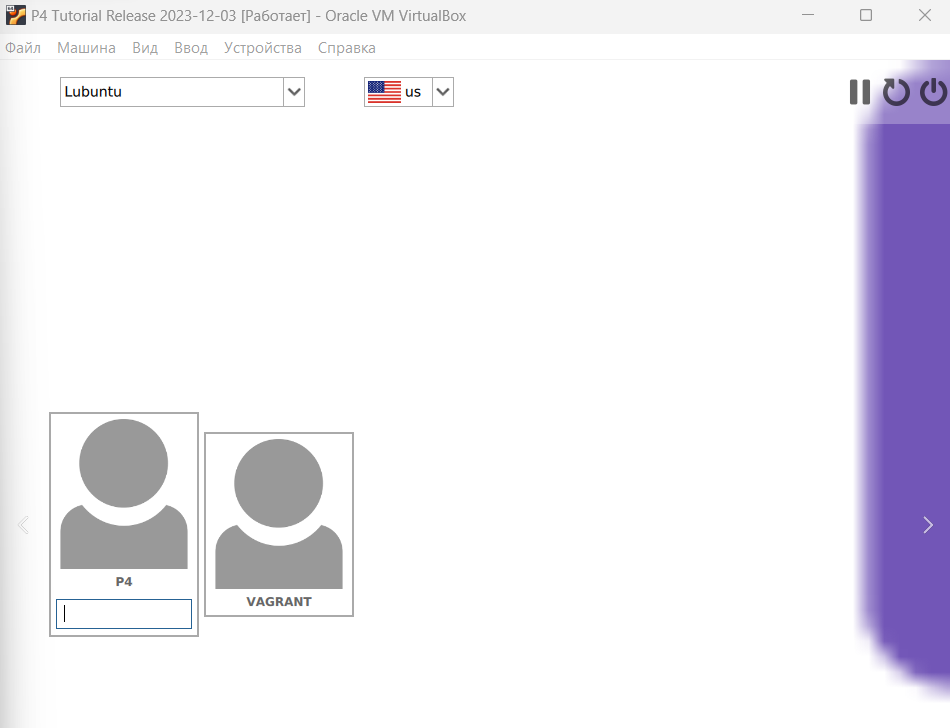 P4 Tutorial Release 2023-12-03 [Работает] - Oracle VM VirtualBox
Файл Машина Вид Ввод Устройства Справка
Lubuntu us
P4
VAGRANT